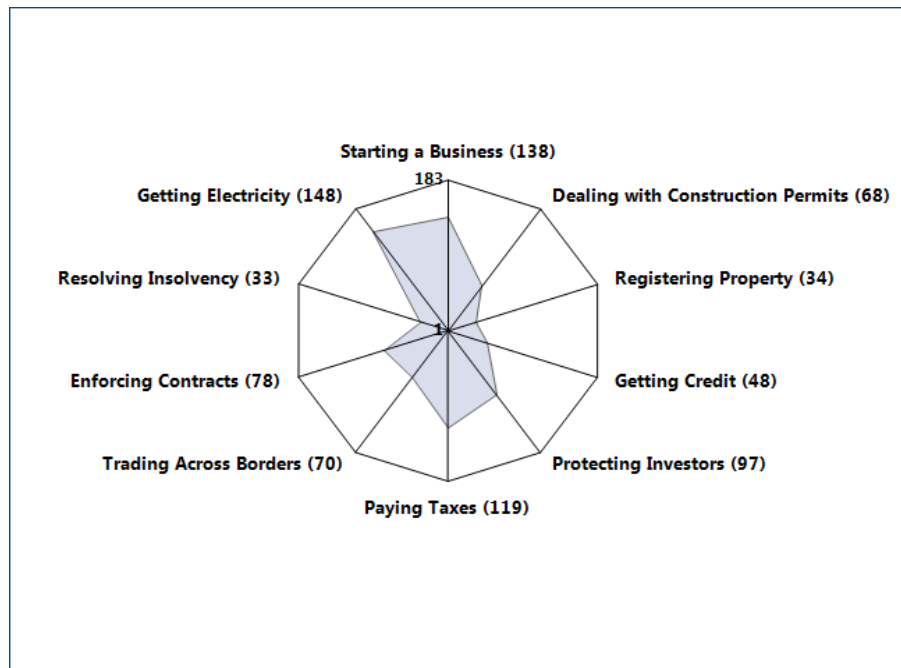 Starting a Business (138)
183
Getting Electricity (148)
Dealing with Construction Permits (68)
Resolving Insolvency (33)
Registering Property (34)
1
Enforcing Contracts (78)
Getting Credit (48)
Trading Across Borders (70)
Protecting Investors (97)
Paying Taxes (119)